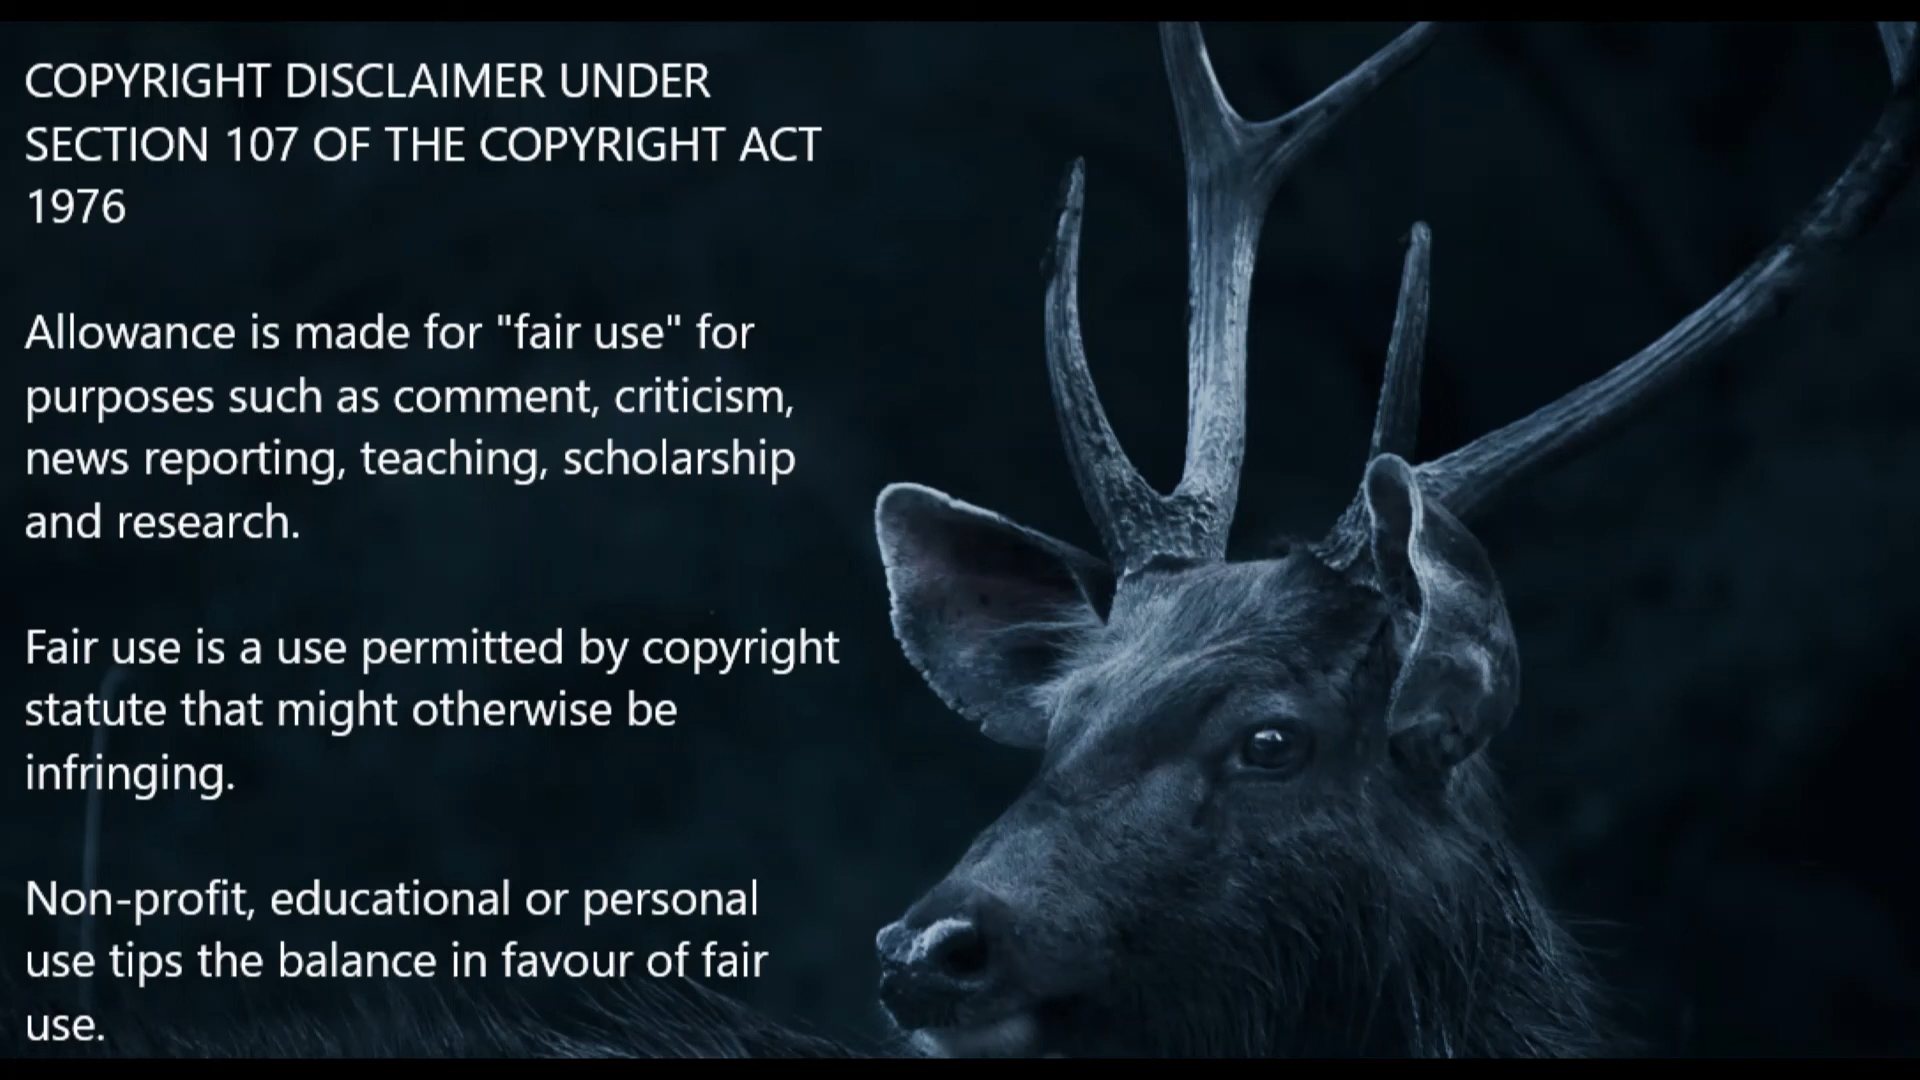 COPYRIGHT DISCLAIMER UNDER
SECTION 107 OF THE COPYRIGHT ACT
1976
Allowance is made for "fair use" for
purposes such as comment, criticism,
news reporting, teaching, scholarship
and research.
Fair use is a use permitted by copyright
statute that might otherwise be
infringing.
Non-profit, educational or personal
use tips the balance in favour of fair
use.